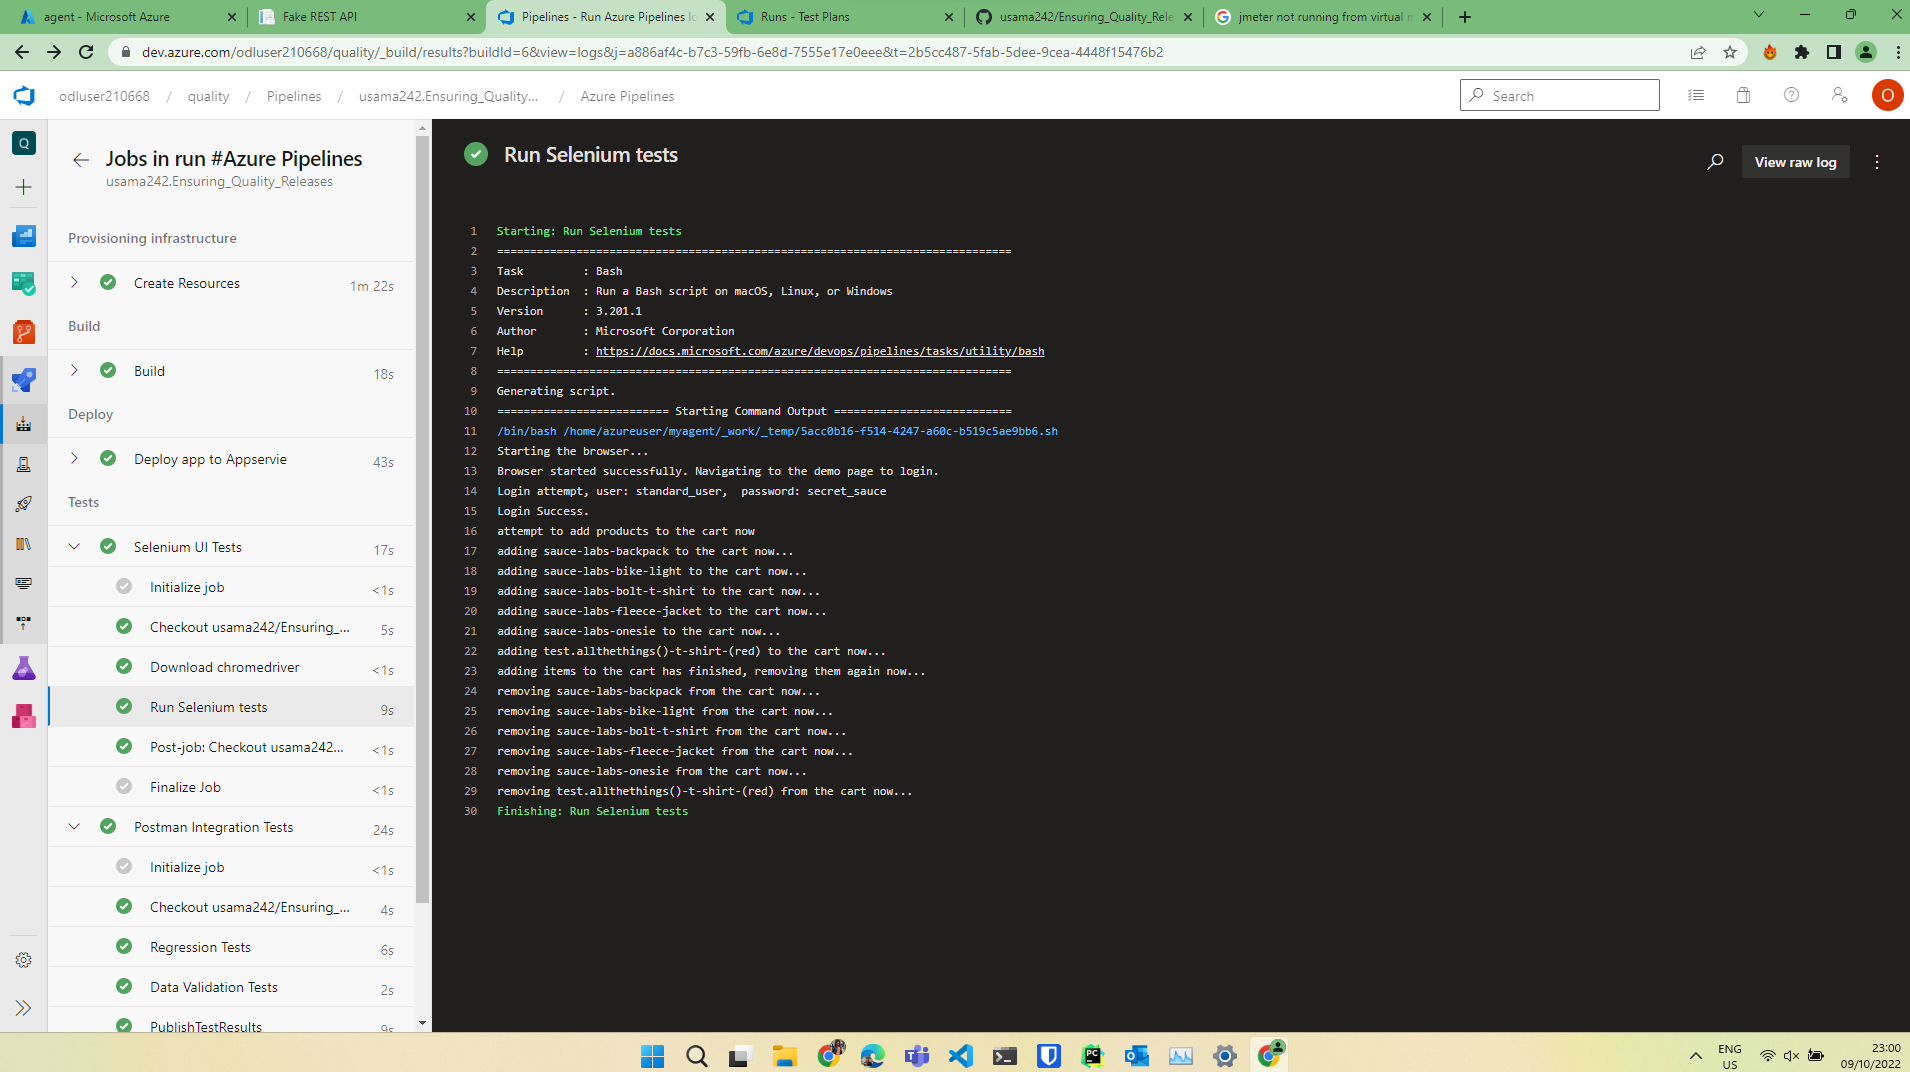 agent - Microsoft Azure
Fake REST API
Pipelines - Run Azure Pipelines lo
Runs - Test Plans
usama242/Ensuring_Quality_Rele
jmeter not running from virtual m
dev.azure.com/odluser210668/quality/_build/results?buildId=6&view=logs&j=a886af4c-b7c3-59fb-6e8d-7555e17e0eee&t=2b5cc487-5fab-5dee-9cea-4448f15476b2
odluser210668 / quality / Pipelines / usama242.Ensuring_Quality... / Azure Pipelines
Search
O
Q
Jobs in run #Azure Pipelines
usama242.Ensuring_Quality_Releases
Provisioning infrastructure
Create Resources 1m 22s
Build
Build 18s
Deploy
Deploy app to Appservie 43s
Tests
Selenium UI Tests 17s
Initialize job <1s
Checkout usama242/Ensuring_... 5s
Download chromedriver <1s
Run Selenium tests 9s
Post-job: Checkout usama242... <1s
Finalize Job <1s
Postman Integration Tests 24s
Initialize job <1s
Checkout usama242/Ensuring_... 4s
Regression Tests 6s
Data Validation Tests 2s
PublishTestResults 9s
Run Selenium tests
View raw log
1 Starting: Run Selenium tests
2 ==============================================================================
3 Task         : Bash
4 Description  : Run a Bash script on macOS, Linux, or Windows
5 Version      : 3.201.1
6 Author       : Microsoft Corporation
7 Help         : https://docs.microsoft.com/azure/devops/pipelines/tasks/utility/bash
8 ==============================================================================
9 Generating script.
10 ========================== Starting Command Output ===========================
11 /bin/bash /home/azureuser/myagent/_work/_temp/5acc0b16-f514-4247-a60c-b519c5ae9bb6.sh
12 Starting the browser...
13 Browser started successfully. Navigating to the demo page to login.
14 Login attempt, user: standard_user,  password: secret_sauce
15 Login Success.
16 attempt to add products to the cart now
17 adding sauce-labs-backpack to the cart now...
18 adding sauce-labs-bike-light to the cart now...
19 adding sauce-labs-bolt-t-shirt to the cart now...
20 adding sauce-labs-fleece-jacket to the cart now...
21 adding sauce-labs-onesie to the cart now...
22 adding test.allthethings()-t-shirt-(red) to the cart now...
23 adding items to the cart has finished, removing them again now...
24 removing sauce-labs-backpack from the cart now...
25 removing sauce-labs-bike-light from the cart now...
26 removing sauce-labs-bolt-t-shirt from the cart now...
27 removing sauce-labs-fleece-jacket from the cart now...
28 removing sauce-labs-onesie from the cart now...
29 removing test.allthethings()-t-shirt-(red) from the cart now...
30 Finishing: Run Selenium tests
PC
ENG
US
23:00
09/10/2022